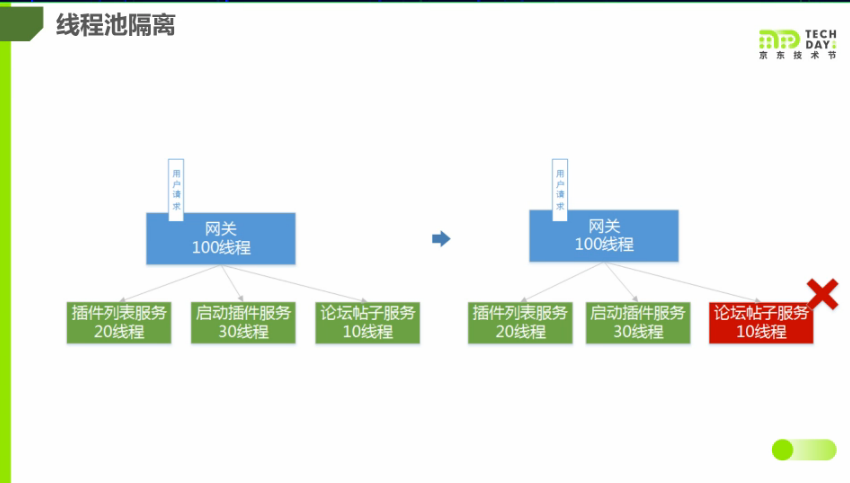 线程池隔离
TECH
DAY
京东技术节
用户请求
网关
100线程
插件列表服务
20线程
启动插件服务
30线程
论坛帖子服务
10线程
用户请求
网关
100线程
插件列表服务
20线程
启动插件服务
30线程
论坛帖子服务
10线程